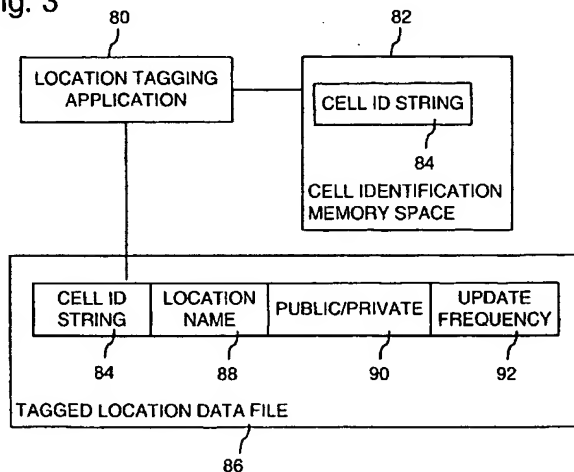 ig. 3
80
82
LOCATION TAGGING
APPLICATION
CELL ID STRING
84
CELL IDENTIFICATION
MEMORY SPACE
CELL ID
STRING
LOCATION
NAME
PUBLIC/PRIVATE
UPDATE
FREQUENCY
84
88
90
92
TAGGED LOCATION DATA FILE
86